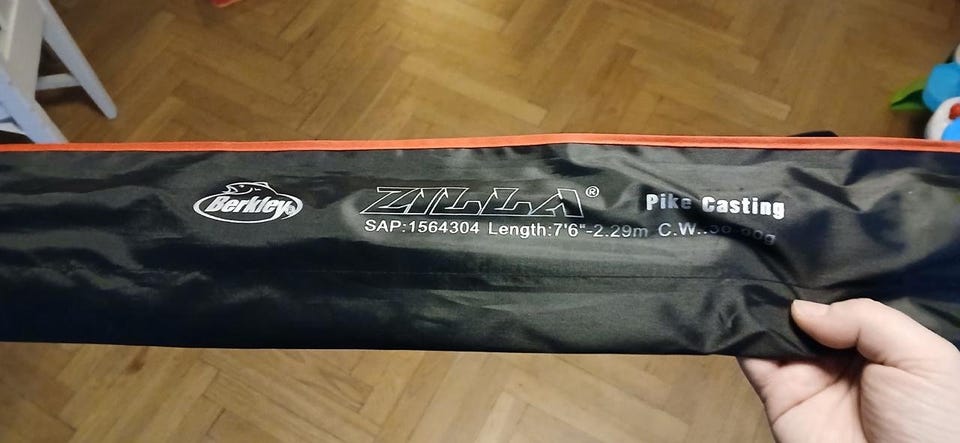 Berkley
ZILLA® Pike Casting
SAP:1564304 Length:7'6"-2.29m C.W.: